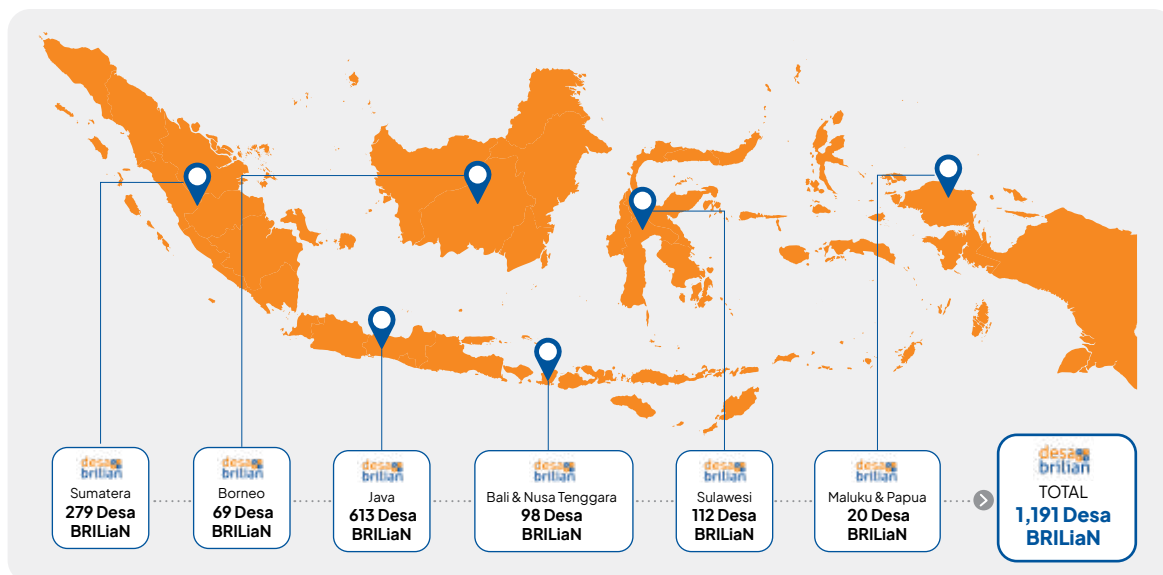 desa
brilian
Sumatera
279 Desa
BRILiaN
desa
brilian
Borneo
69 Desa
BRILiaN
desa
brilian
Java
613 Desa
BRILiaN
desa
brilian
Bali & Nusa Tenggara
98 Desa
BRILiaN
desa
brilian
Sulawesi
112 Desa
BRILiaN
desa
brilian
Maluku & Papua
20 Desa
BRILiaN
desa
brilian
TOTAL
1,191 Desa
BRILiaN